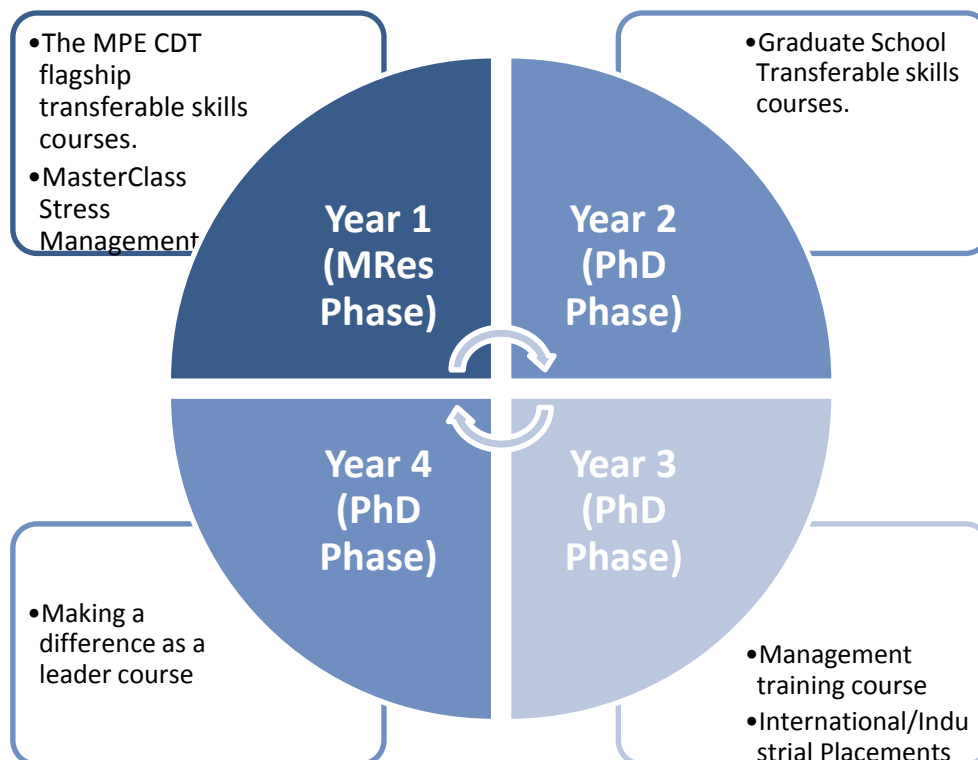 •The MPE CDT
flagship
transferable skills
courses.
•MasterClass
Stress
Management
•Graduate School
Transferable skills
courses.
Year 1
(MRes
Phase)
Year 2
(PhD
Phase)
Year 4
(PhD
Phase)
Year 3
(PhD
Phase)
•Making a
difference as a
leader course
•Management
training course
•International/Indu
strial Placements